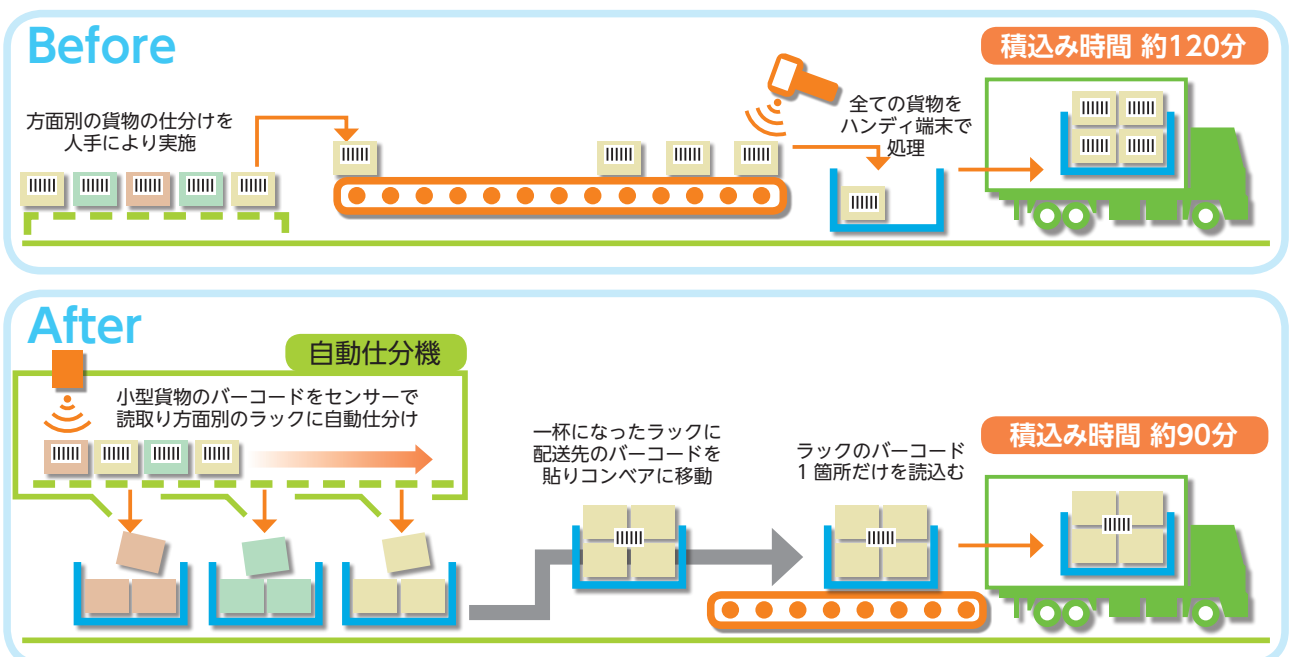 Before
積込み時間 約120分
方面別の貨物の仕分けを
人手により実施
全ての貨物を
ハンディ端末で
処理
After
自動仕分機
小型貨物のバーコードをセンサーで
読取り方面別のラックに自動仕分け
一杯になったラックに
配送先のバーコードを
貼りコンベアに移動
ラックのバーコード
1箇所だけを読込む
積込み時間 約90分